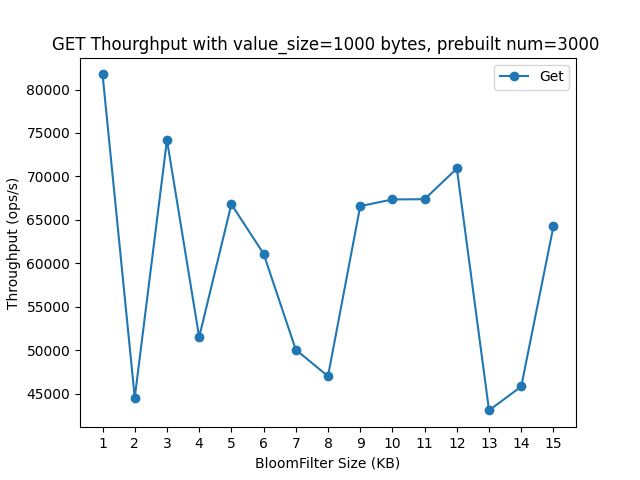 GET Thourghput with value_size=1000 bytes, prebuilt num=3000
Get
80000
75000
70000
65000
60000
55000
50000
45000
Throughput (ops/s)
1 2 3 4 5 6 7 8 9 10 11 12 13 14 15
BloomFilter Size (KB)